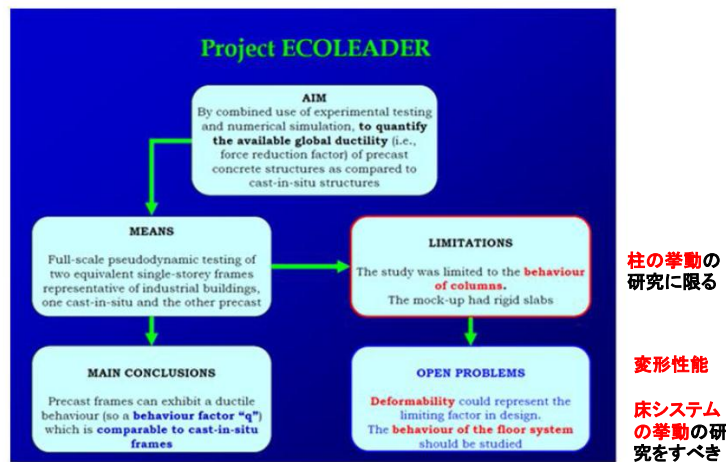 Project ECOLEADER
AIM
By combined use of experimental testing
and numerical simulation, to quantify
the available global ductility (i.e.,
force reduction factor) of precast
concrete structures as compared to
cast-in-situ structures
MEANS
Full-scale pseudodynamic testing of
two equivalent single-storey frames
representative of industrial buildings,
one cast-in-situ and the other precast
LIMITATIONS
The study was limited to the behaviour
of columns.
The mock-up had rigid slabs
柱の挙動の
研究に限る
MAIN CONCLUSIONS
Precast frames can exhibit a ductile
behaviour (so a behaviour factor “q”)
which is comparable to cast-in-situ
frames
OPEN PROBLEMS
Deformability could represent the
limiting factor in design.
The behaviour of the floor system
should be studied
変形性能
床システム
の挙動の研
究をすべき